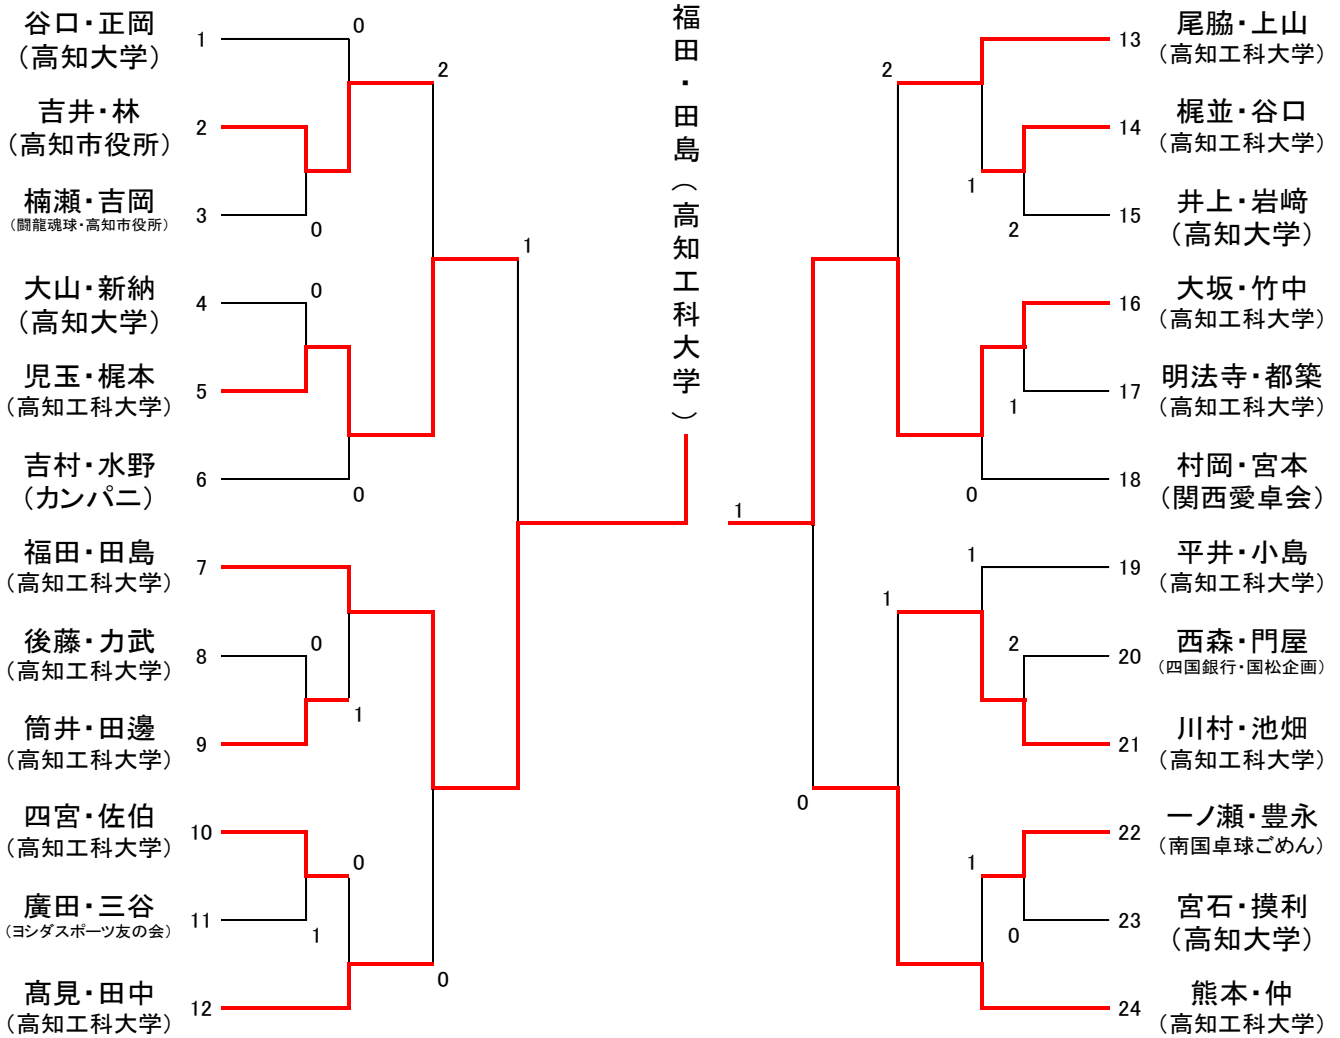 谷口・正岡
（高知大学）
1
0
吉井・林
（高知市役所）
2
2
楠瀬・吉岡
（闘龍魂球・高知市役所）
3
0
大山・新納
（高知大学）
4
0
児玉・梶本
（高知工科大学）
5
吉村・水野
（カンパニ）
6
0
1
福田・田島
（高知工科大学）
7
後藤・力武
（高知工科大学）
8
0
筒井・田邊
（高知工科大学）
9
1
四宮・佐伯
（高知工科大学）
10
0
廣田・三谷
（ヨシダスポーツ友の会）
11
1
髙見・田中
（高知工科大学）
12
0
福田・田島（高知工科大学）
1
尾脇・上山
（高知工科大学）
13
2
梶並・谷口
（高知工科大学）
14
1
井上・岩﨑
（高知大学）
15
2
大坂・竹中
（高知工科大学）
16
明法寺・都築
（高知工科大学）
17
1
村岡・宮本
（関西愛卓会）
18
0
平井・小島
（高知工科大学）
19
1
1
西森・門屋
（四国銀行・国松企画）
20
2
川村・池畑
（高知工科大学）
21
0
一ノ瀬・豊永
（南国卓球ごめん）
22
1
宮石・摸利
（高知大学）
23
0
熊本・仲
（高知工科大学）
24